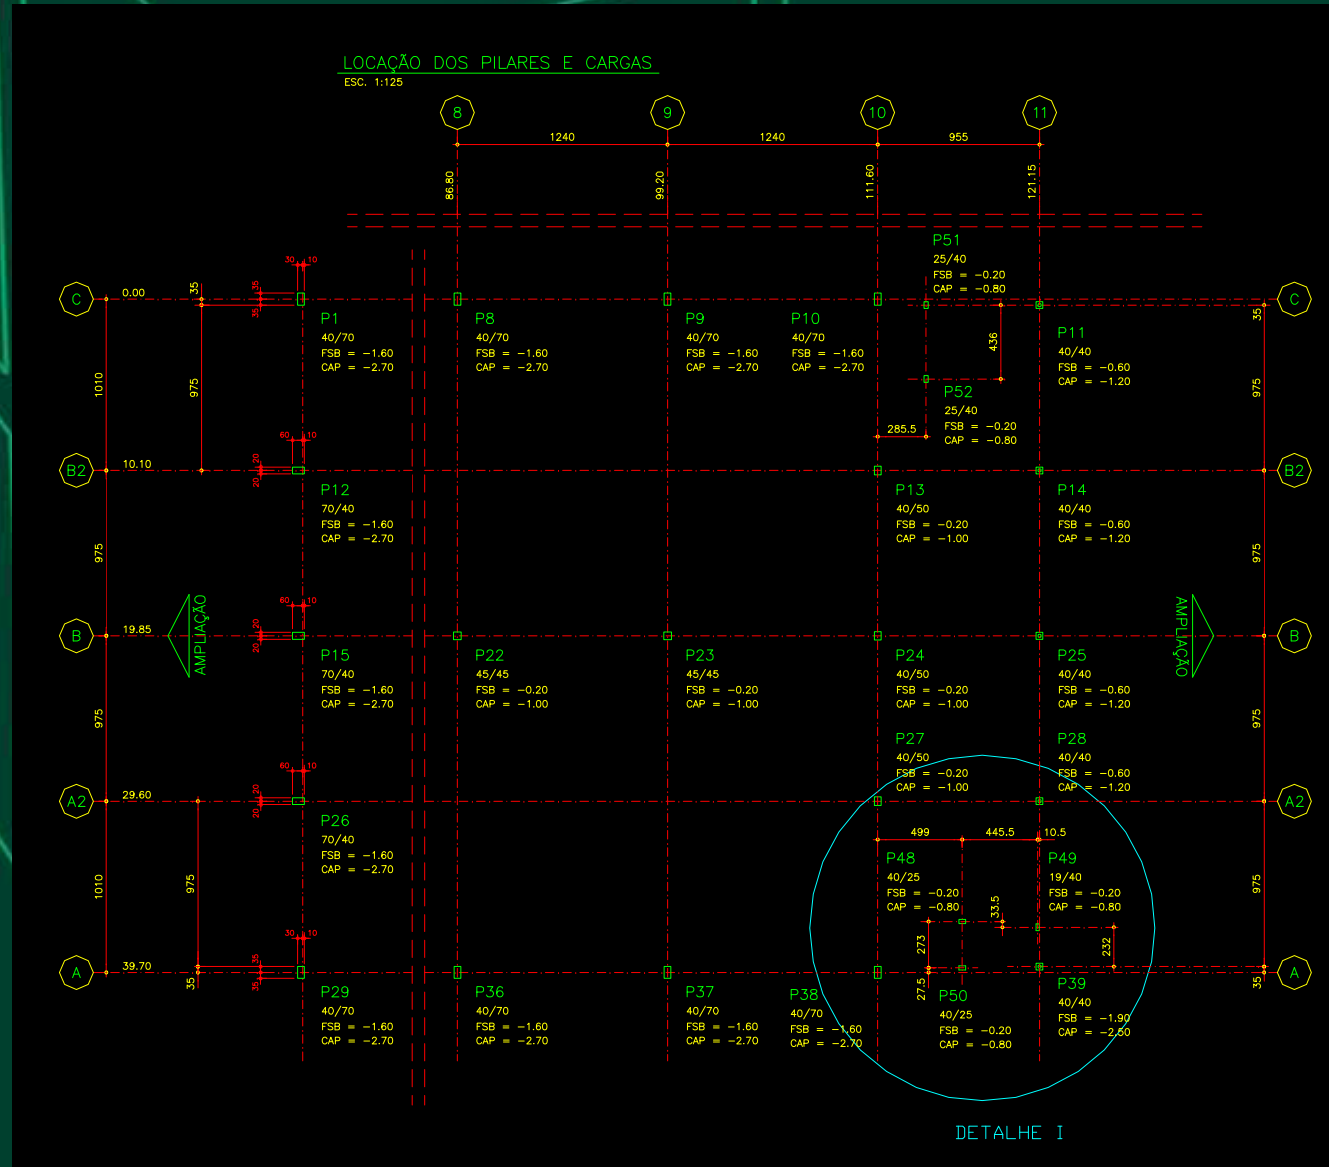 LOCAÇÃO DOS PILARES E CARGAS
ESC. 1:125
8
9
10
11
1240
1240
955
86.80
99.20
111.60
121.15
P51
25/40
FSB = -0.20
CAP = -0.80
30
10
35
35
35
C
0.00
C
35
P1
40/70
FSB = -1.60
CAP = -2.70
P8
40/70
FSB = -1.60
CAP = -2.70
P9
40/70
FSB = -1.60
CAP = -2.70
P10
40/70
FSB = -1.60
CAP = -2.70
436
P11
40/40
FSB = -0.60
CAP = -1.20
1010
975
975
P52
25/40
FSB = -0.20
CAP = -0.80
285.5
60
10
20
20
B2
10.10
B2
P12
70/40
FSB = -1.60
CAP = -2.70
P13
40/50
FSB = -0.20
CAP = -1.00
P14
40/40
FSB = -0.60
CAP = -1.20
975
975
AMPLIAÇÃO
AMPLIAÇÃO
60
10
20
20
B
19.85
B
P15
70/40
FSB = -1.60
CAP = -2.70
P22
45/45
FSB = -0.20
CAP = -1.00
P23
45/45
FSB = -0.20
CAP = -1.00
P24
40/50
FSB = -0.20
CAP = -1.00
P25
40/40
FSB = -0.60
CAP = -1.20
975
975
P27
40/50
FSB = -0.20
CAP = -1.00
P28
40/40
FSB = -0.60
CAP = -1.20
60
10
20
20
A2
29.60
A2
P26
70/40
FSB = -1.60
CAP = -2.70
499
445.5
10.5
P48
40/25
FSB = -0.20
CAP = -0.80
P49
19/40
FSB = -0.20
CAP = -0.80
1010
975
975
33.5
273
232
27.5
30
10
35
35
35
A
39.70
A
35
P29
40/70
FSB = -1.60
CAP = -2.70
P36
40/70
FSB = -1.60
CAP = -2.70
P37
40/70
FSB = -1.60
CAP = -2.70
P38
40/70
FSB = -1.60
CAP = -2.70
P50
40/25
FSB = -0.20
CAP = -0.80
P39
40/40
FSB = -1.90
CAP = -2.50
DETALHE I